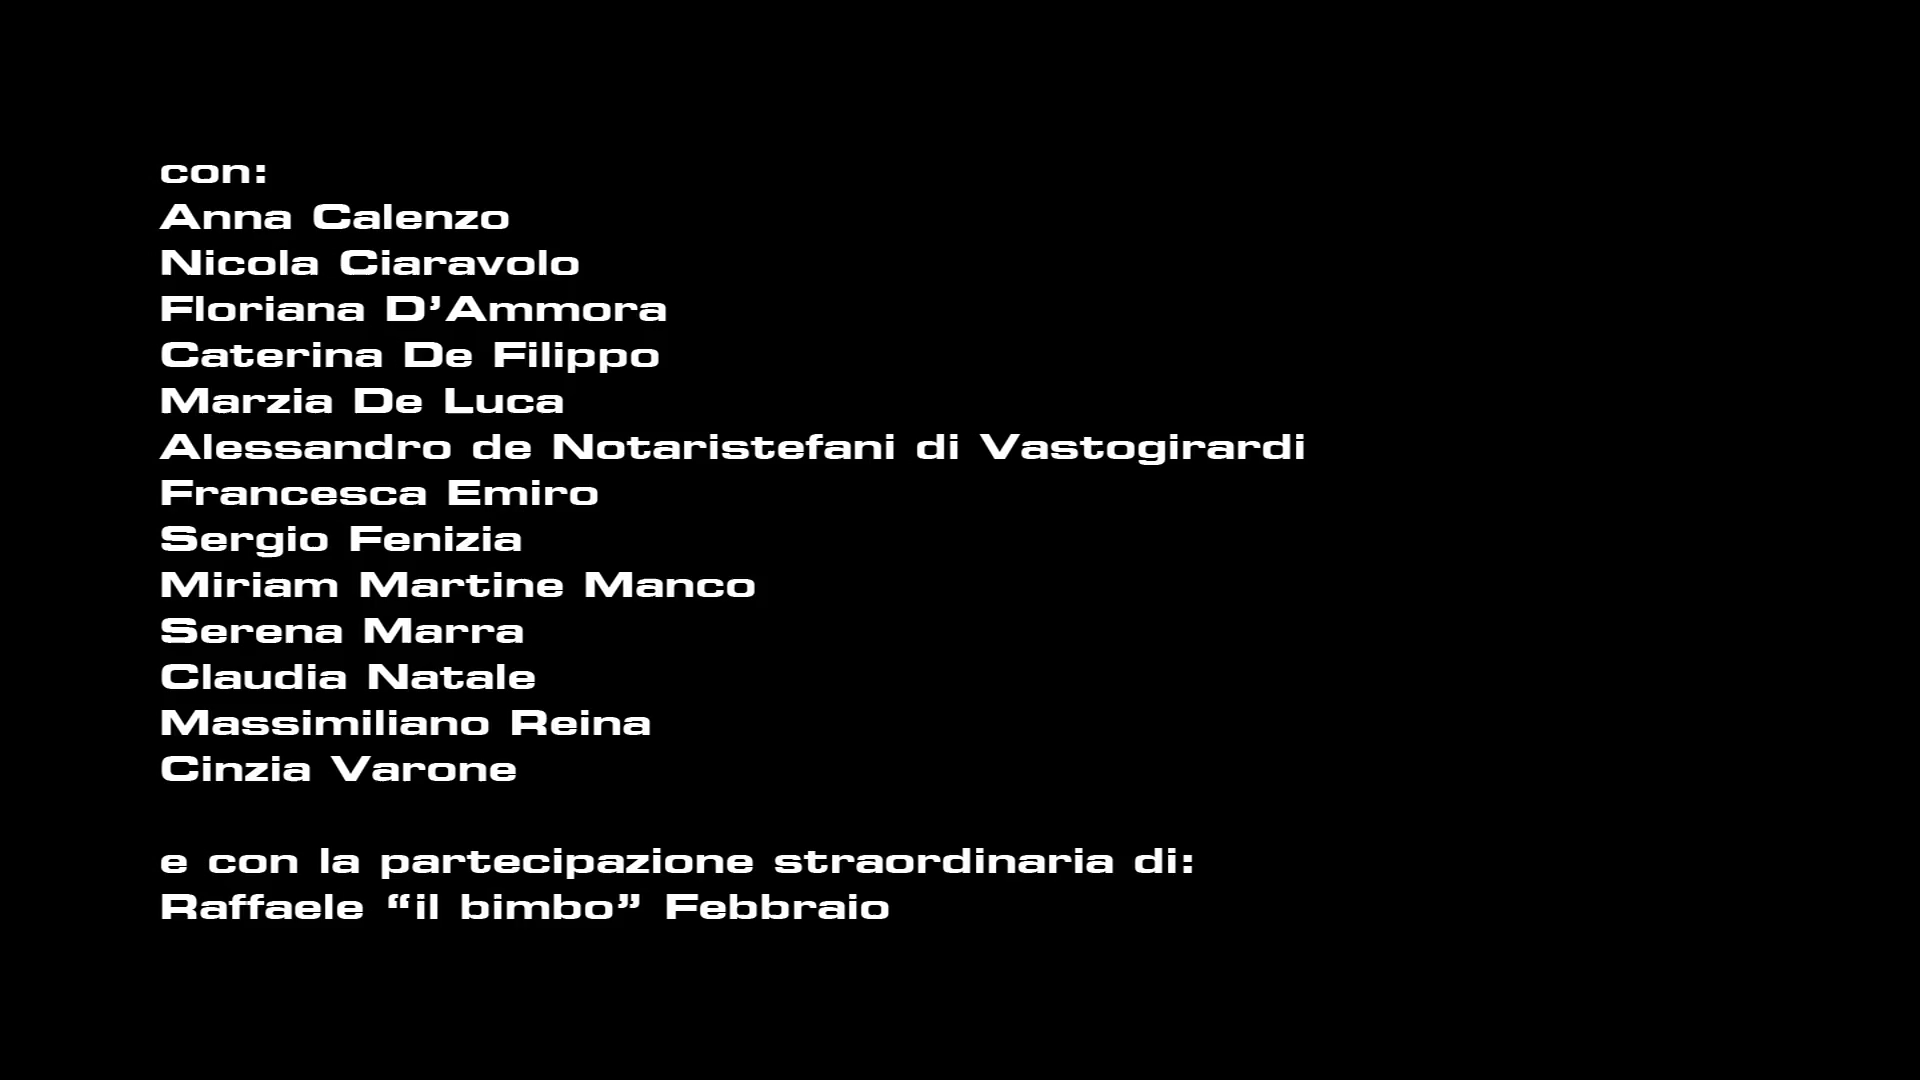 con:
Anna Calenzo
Nicola Ciaravolo
Floriana D’Ammora
Caterina De Filippo
Marzia De Luca
Alessandro de Notaristefani di Vastogirardi
Francesca Emiro
Sergio Fenizia
Miriam Martine Manco
Serena Marra
Claudia Natale
Massimiliano Reina
Cinzia Varone
e con la partecipazione straordinaria di:
Raffaele “il bimbo” Febbraio